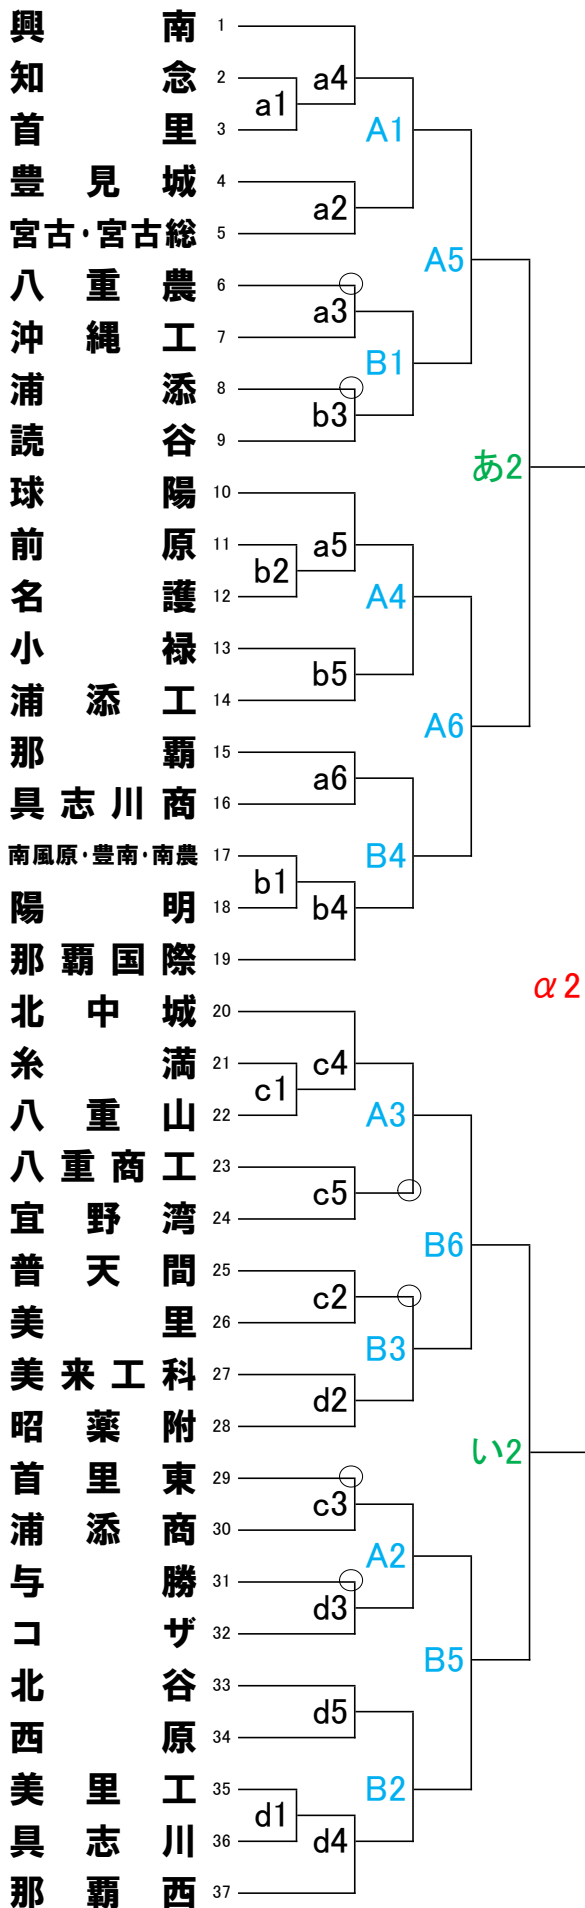 興南 1
知念 2
首里 3
豊見城 4
宮古・宮古総 5
八重農 6
沖縄工 7
浦添 8
読谷 9
球陽 10
前原 11
名護 12
小禄 13
浦添工 14
那覇 15
具志川商 16
南風原・豊南・南農 17
陽明 18
那覇国際 19
北中城 20
糸満 21
八重山 22
八重商工 23
宜野湾 24
普天間 25
美里 26
美来工科 27
昭薬附 28
首里東 29
浦添商 30
与勝 31
コザ 32
北谷 33
西原 34
美里工 35
具志川 36
那覇西 37
a1
b2
b1
c1
d1
a4
a2
a3
b3
a5
b5
a6
b4
c4
c5
c2
d2
c3
d3
d5
d4
A1
B1
A4
B4
A3
B3
A2
B2
A5
A6
B6
B5
あ2
い2
α2